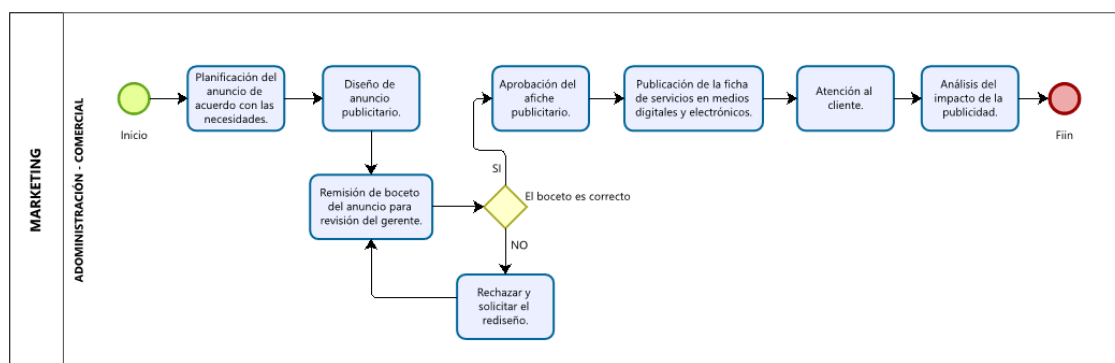 MARKETING
ADOMINISTRACIÓN - COMERCIAL
Inicio
Planificación del
anuncio de
acuerdo con las
necesidades.
Diseño de
anuncio
publicitario.
Remisión de boceto
del anuncio para
revisión del gerente.
El boceto es correcto
SI
NO
Rechazar y
solicitar el
rediseño.
Aprobación del
afiche
publicitario.
Publicación de la ficha
de servicios en medios
digitales y electrónicos.
Atención al
cliente.
Análisis del
impacto de la
publicidad.
Fiin